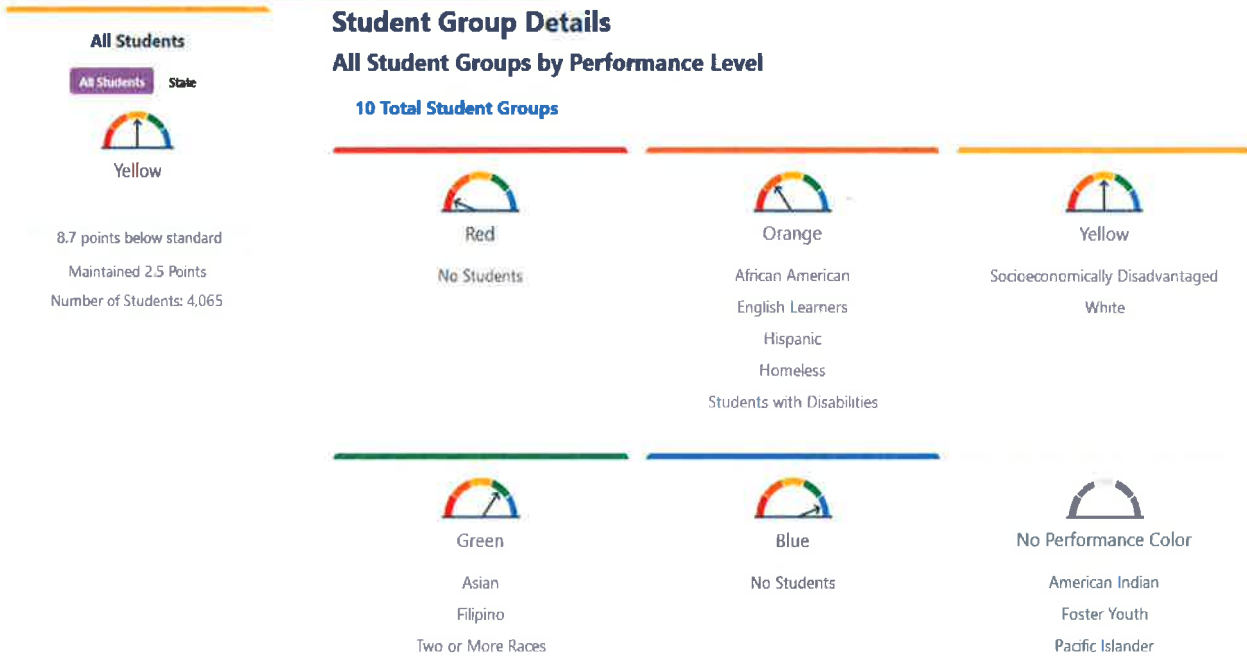 All Students
All Students State
Yellow
8.7 points below standard
Maintained 2.5 Points
Number of Students: 4,065
Student Group Details
All Student Groups by Performance Level
10 Total Student Groups
Red
No Students
Orange
African American
English Learners
Hispanic
Homeless
Students with Disabilities
Yellow
Socioeconomically Disadvantaged
White
Green
Asian
Filipino
Two or More Races
Blue
No Students
No Performance Color
American Indian
Foster Youth
Pacific Islander